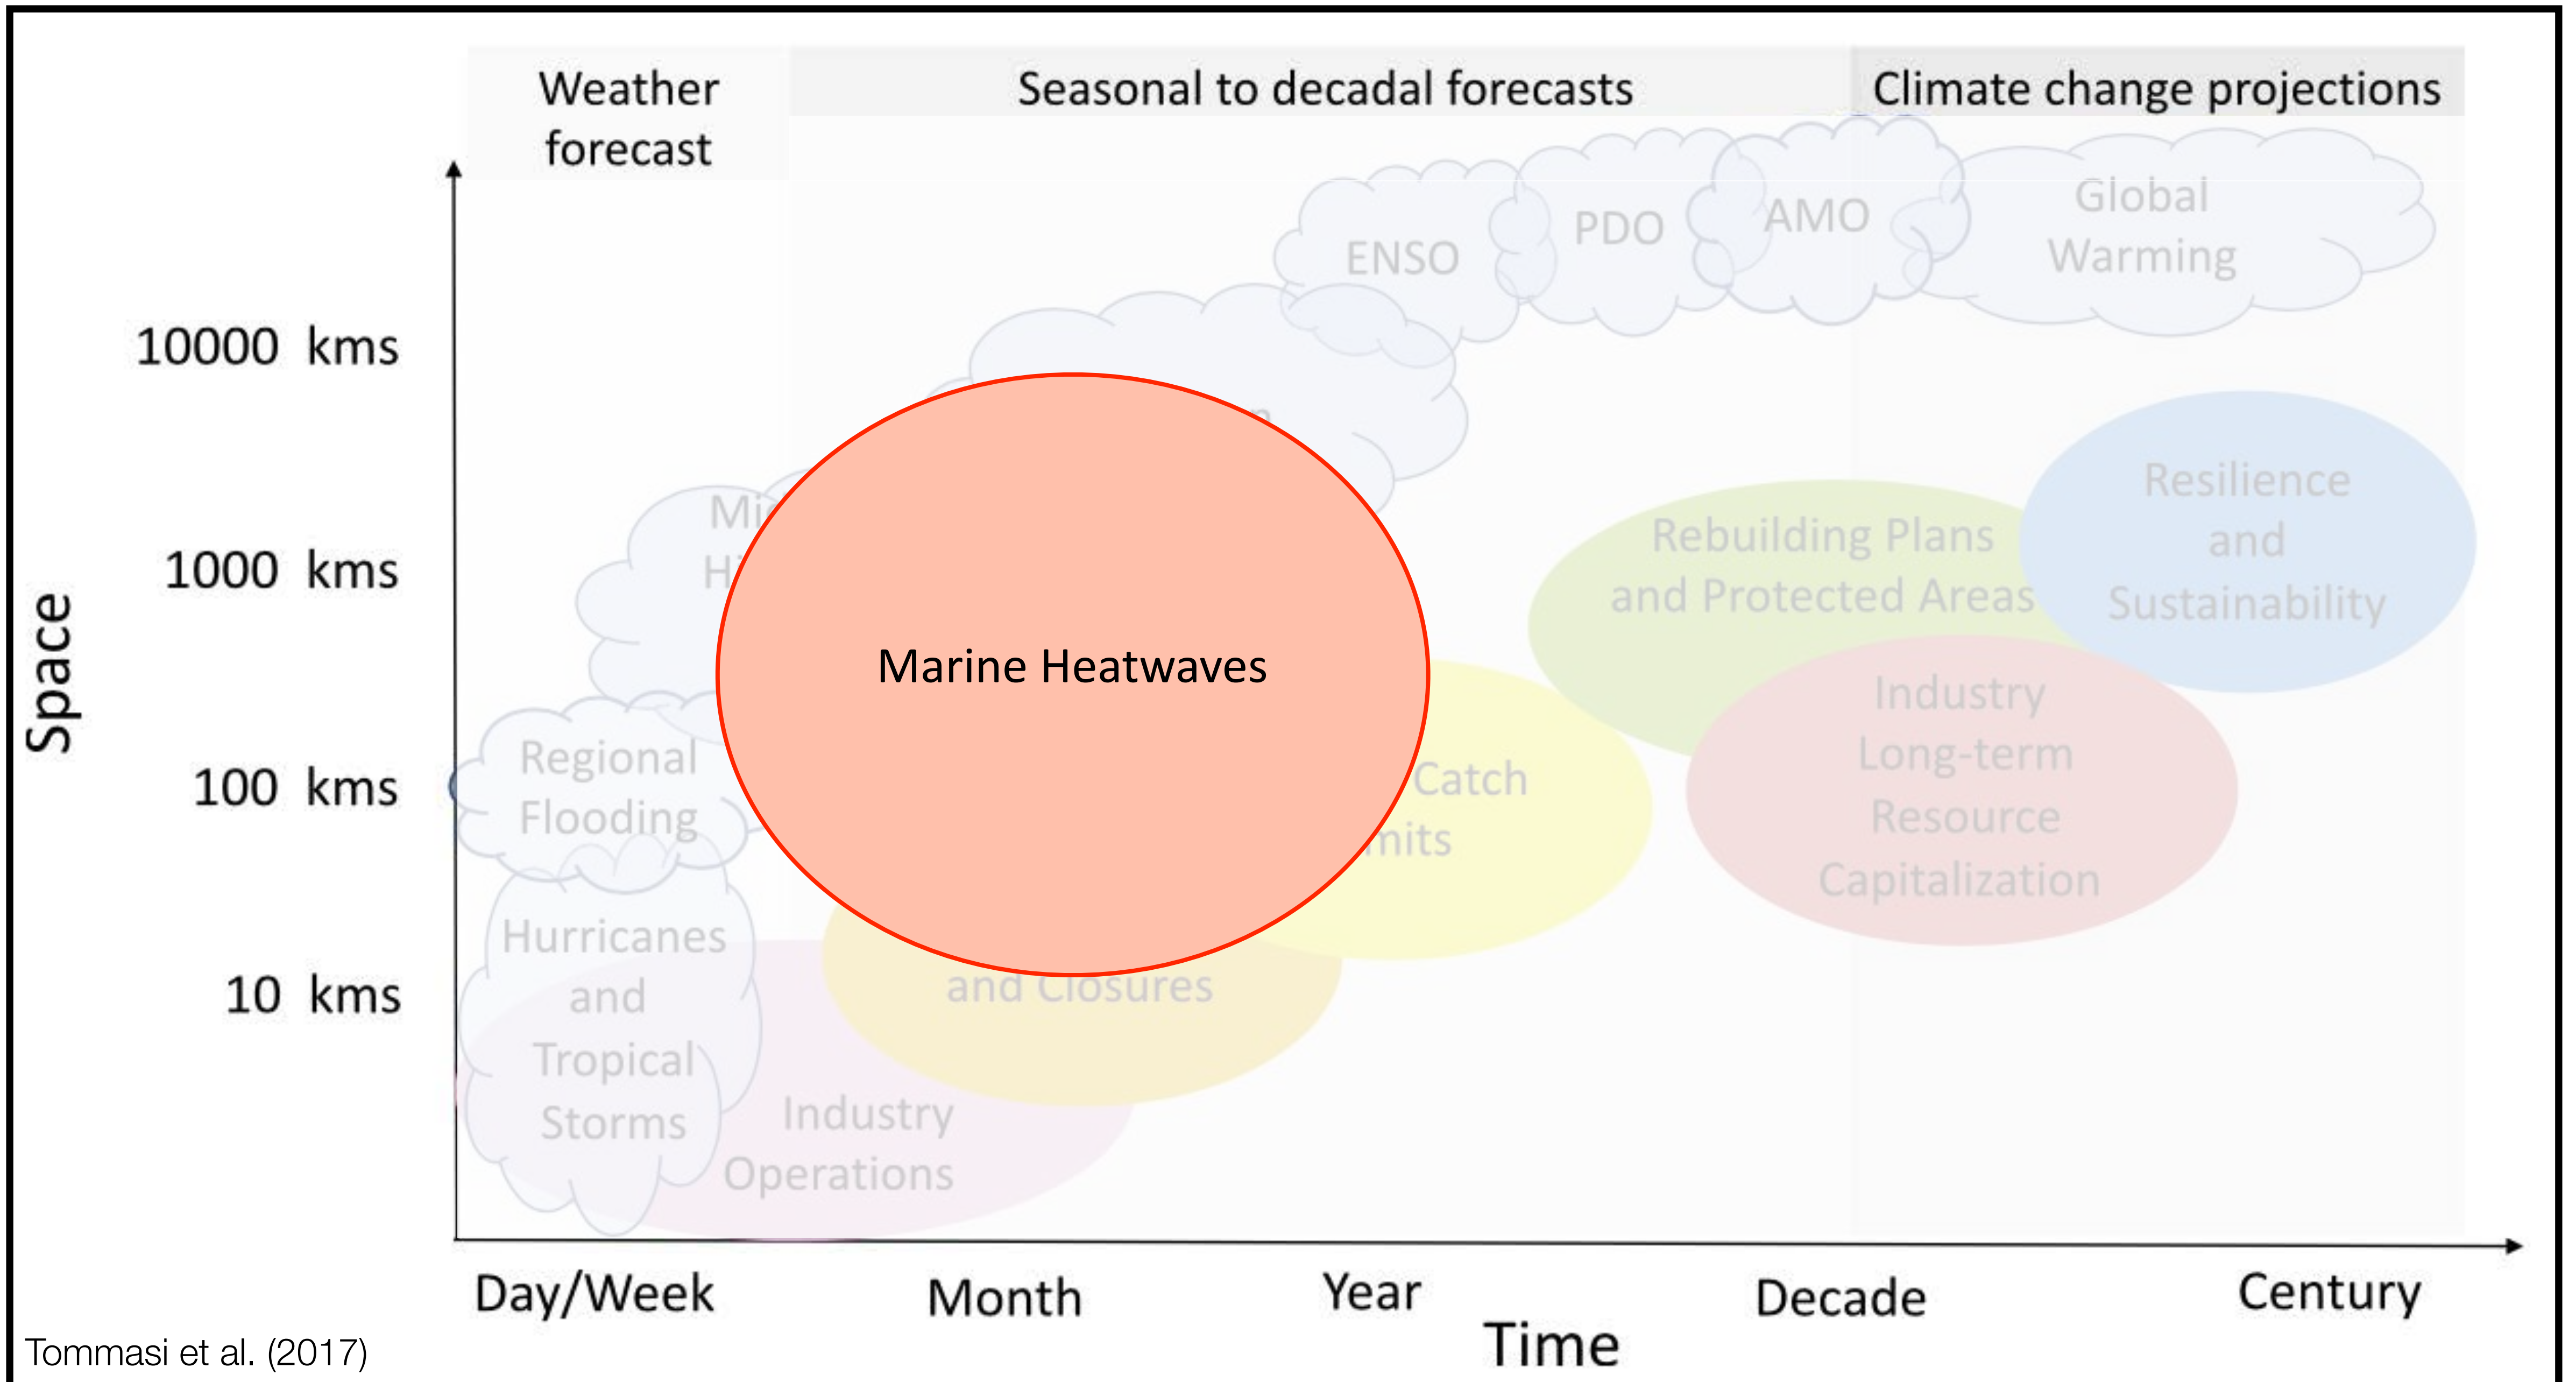 Weather
forecast
Seasonal to decadal forecasts
Climate change projections
Global
Warming
AMO
PDO
ENSO
10000 kms
1000 kms
100 kms
10 kms
Space
Marine Heatwaves
Regional
Flooding
Hurricanes
and
Tropical
Storms
Industry
Operations
and Closures
Catch
Rebuilding Plans
and Protected Areas
Resilience
and
Sustainability
Industry
Long-term
Resource
Capitalization
Day/Week
Month
Year
Decade
Century
Time
Tommasi et al. (2017)